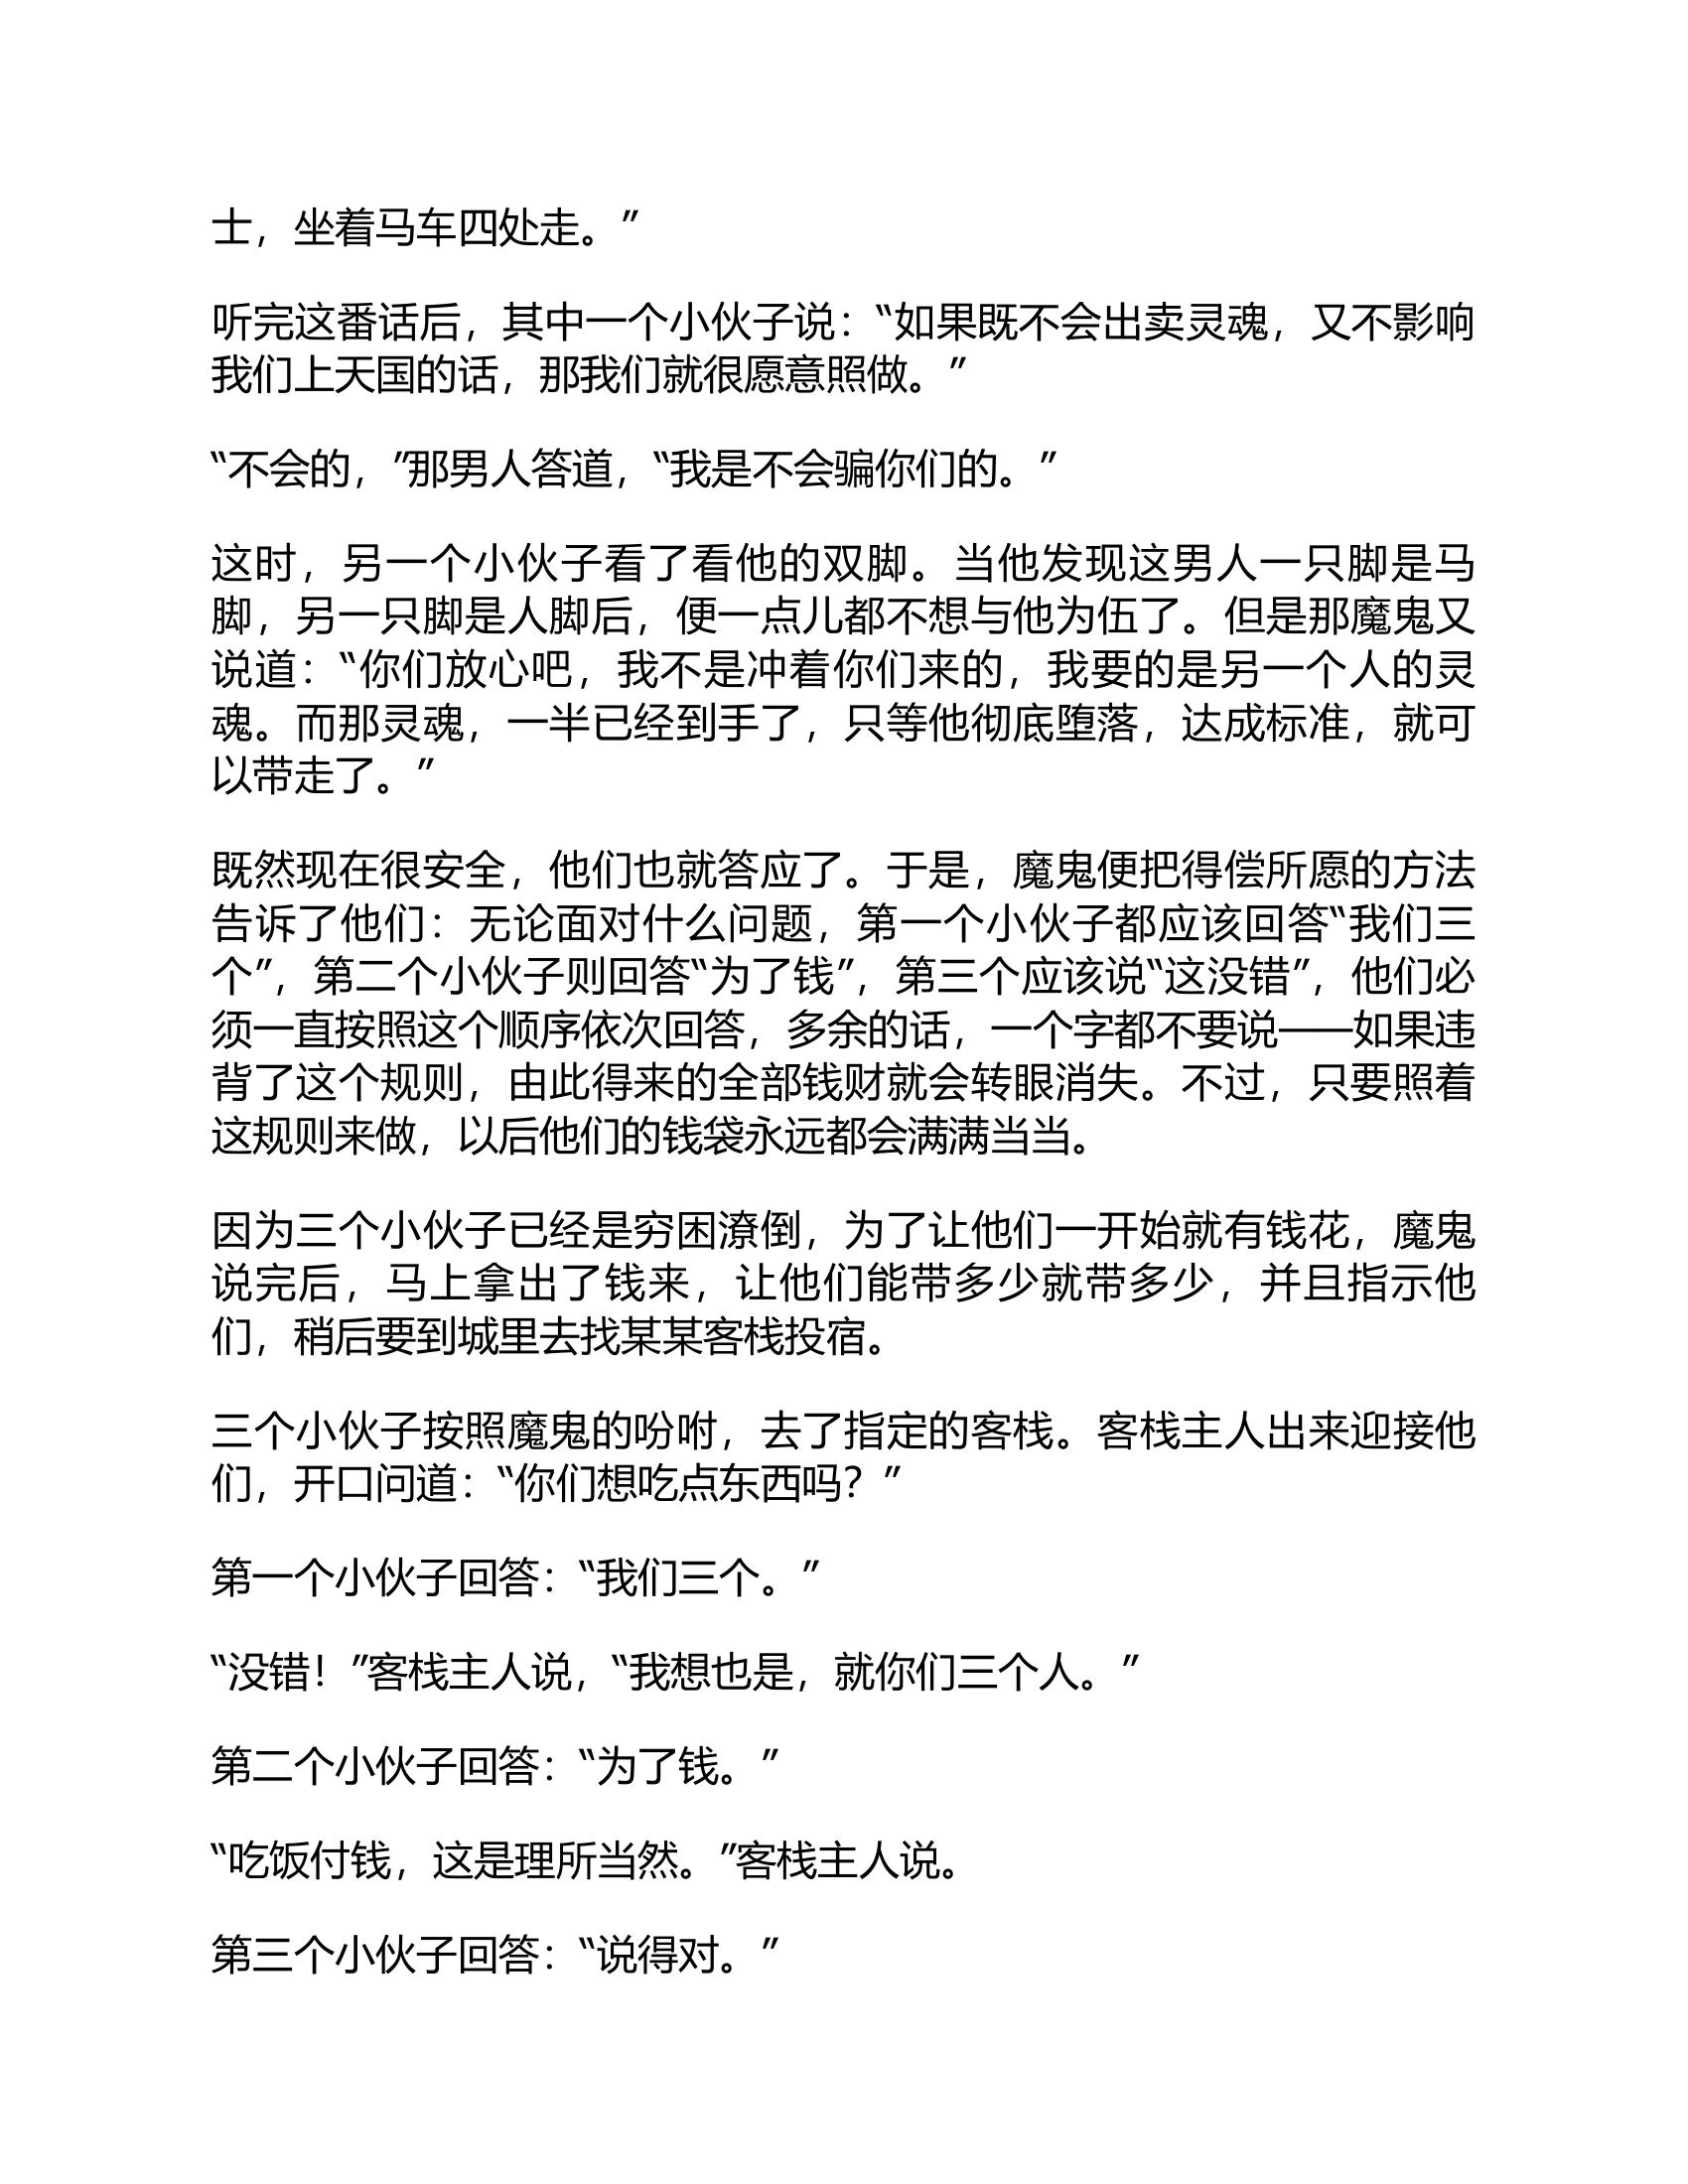 士，坐着马车四处走。”
听完这番话后，其中一个小伙子说：“如果既不会出卖灵魂，又不影响
我们上天国的话，那我们就很愿意照做。”
“不会的，”那男人答道，“我是不会骗你们的。”
这时，另一个小伙子看了看他的双脚。当他发现这男人一只脚是马
脚，另一只脚是人脚后，便一点儿都不想与他为伍了。但是那魔鬼又
说道：“你们放心吧，我不是冲着你们来的，我要的是另一个人的灵
魂。而那灵魂，一半已经到手了，只等他彻底堕落，达成标准，就可
以带走了。”
既然现在很安全，他们也就答应了。于是，魔鬼便把得偿所愿的方法
告诉了他们：无论面对什么问题，第一个小伙子都应该回答“我们三
个”，第二个小伙子则回答“为了钱”，第三个应该说“这没错”，他们必
须一直按照这个顺序依次回答，多余的话，一个字都不要说——如果违
背了这个规则，由此得来的全部钱财就会转眼消失。不过，只要照着
这规则来做，以后他们的钱袋永远都会满满当当。
因为三个小伙子已经是穷困潦倒，为了让他们一开始就有钱花，魔鬼
说完后，马上拿出了钱来，让他们能带多少就带多少，并且指示他
们，稍后要到城里去找某某客栈投宿。
三个小伙子按照魔鬼的吩咐，去了指定的客栈。客栈主人出来迎接他
们，开口问道：“你们想吃点东西吗？”
第一个小伙子回答：“我们三个。”
“没错！”客栈主人说，“我想也是，就你们三个人。”
第二个小伙子回答：“为了钱。”
“吃饭付钱，这是理所当然。”客栈主人说。
第三个小伙子回答：“说得对。”